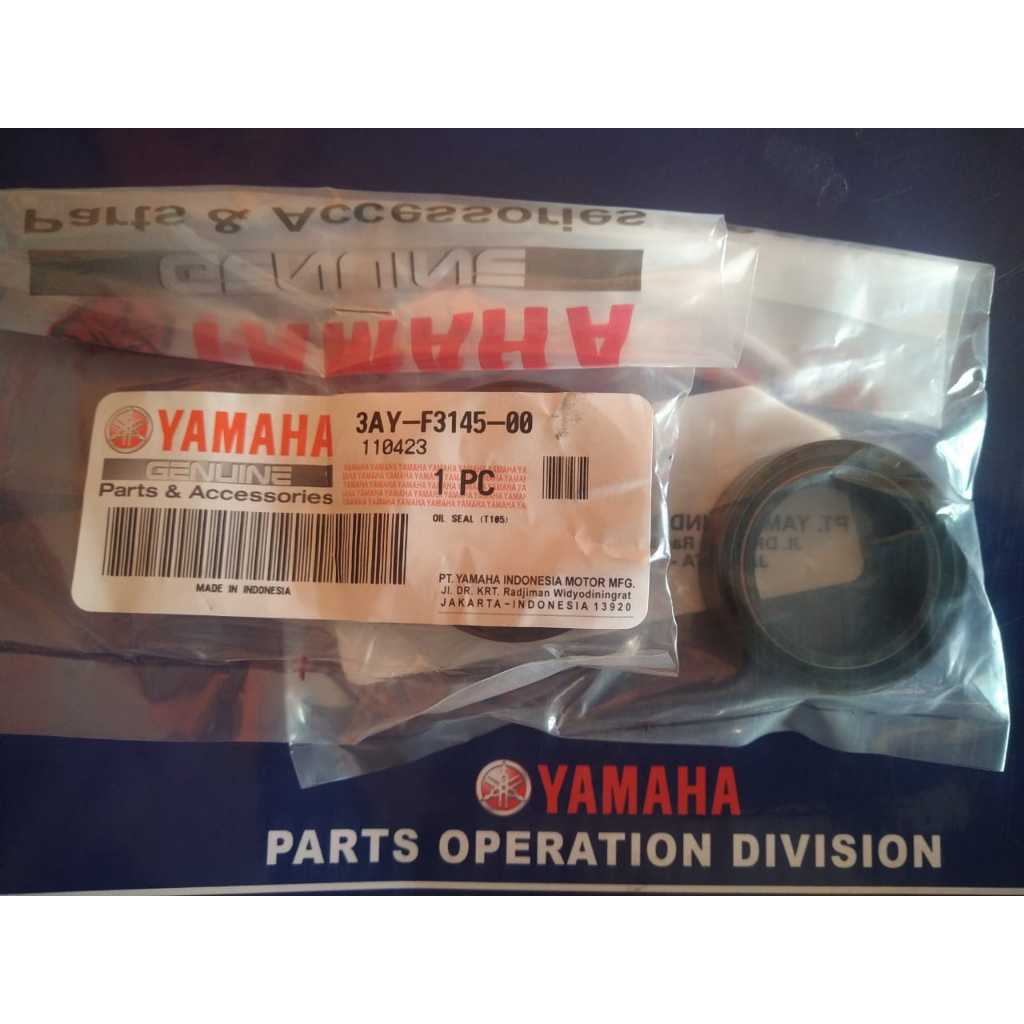 Parts & Accessories
GENUINE
YAMAHA
YAMAHA
GENUINE
Parts & Accessories
3AY-F3145-00
110423
1 PC
OIL SEAL (T105)
MADE IN INDONESIA
PT. YAMAHA INDONESIA MOTOR MFG.
JL. DR. KRT. Radjiman Widyodiningrat
JAKARTA - INDONESIA 13920
YAMAHA
PARTS OPERATION DIVISION